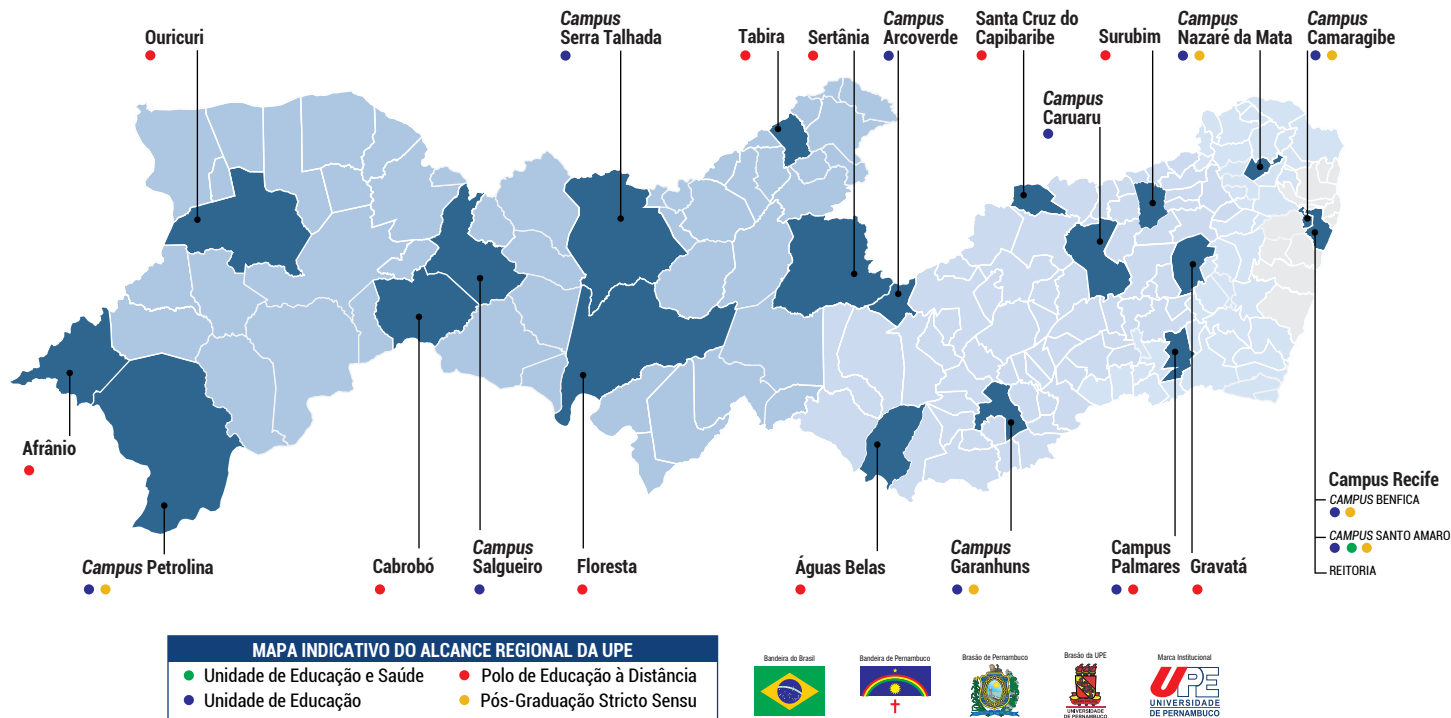 Ouricuri
Campus
Serra Talhada
Tabira
Sertânia
Campus
Arcoverde
Santa Cruz do
Capibaribe
Surubim
Campus
Nazaré da Mata
Campus
Camaragibe
Campus
Caruaru
Afrânio
Campus Petrolina
Cabrobó
Campus
Salgueiro
Floresta
Águas Belas
Campus
Garanhuns
Campus
Palmares
Gravatá
Campus Recife
CAMPUS BENFICA
CAMPUS SANTO AMARO
REITORIA
MAPA INDICATIVO DO ALCANCE REGIONAL DA UPE
Unidade de Educação e Saúde
Polo de Educação à Distância
Unidade de Educação
Pós-Graduação Stricto Sensu
Bandeira do Brasil
Bandeira de Pernambuco
Brasão de Pernambuco
Brasão da UPE
UNIVERSIDADE
DE PERNAMBUCO
Marca Institucional
UPE
UNIVERSIDADE
DE PERNAMBUCO